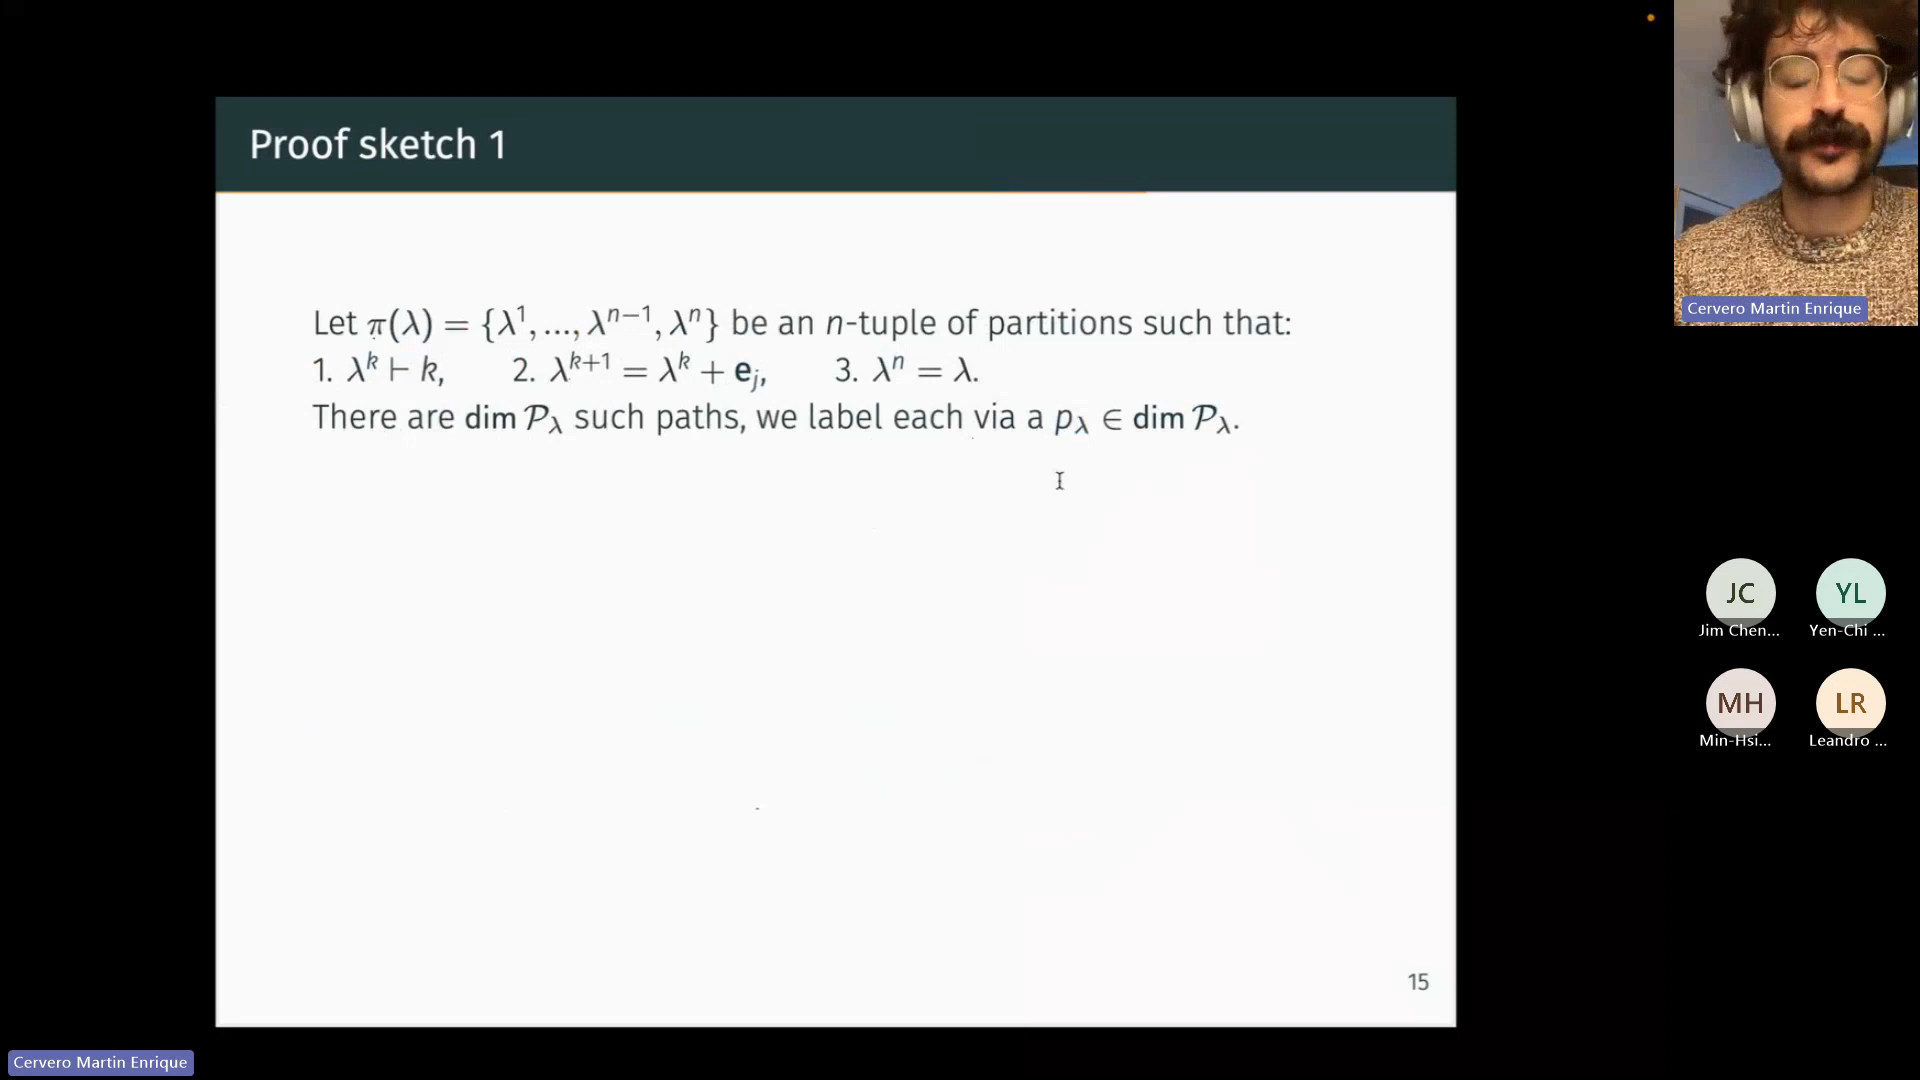 Proof sketch 1
Let π(λ) = {λ¹, ..., λⁿ⁻¹, λⁿ} be an n-tuple of partitions such that:
1. λᵏ ⊢ k, 2. λᵏ⁺¹ = λᵏ + eⱼ, 3. λⁿ = λ.
There are dim 𝒫_λ such paths, we label each via a p_λ ∈ dim 𝒫_λ.
15
Cervero Martin Enrique
JC
YL
Jim Chen...
Yen-Chi ...
MH
LR
Min-Hsi...
Leandro ...
Cervero Martin Enrique